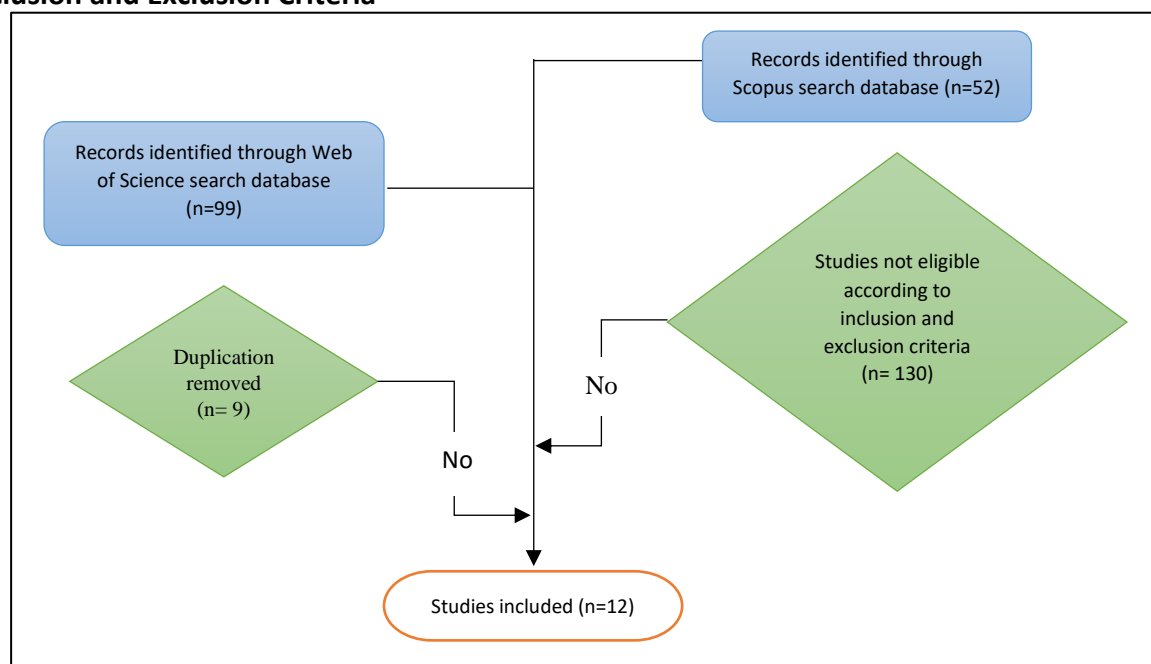 Records identified through
Scopus search database (n=52)
Records identified through Web
of Science search database
(n=99)
Studies not eligible
according to
inclusion and
exclusion criteria
(n= 130)
Duplication
removed
(n= 9)
No
No
Studies included (n=12)